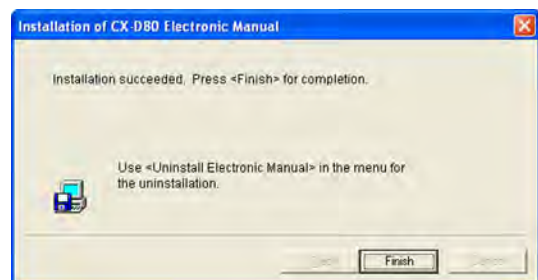 Installation of CX-D80 Electronic Manual
Installation succeeded. Press <Finish> for completion.
Use <Uninstall Electronic Manual> in the menu for
the uninstallation.
Finish